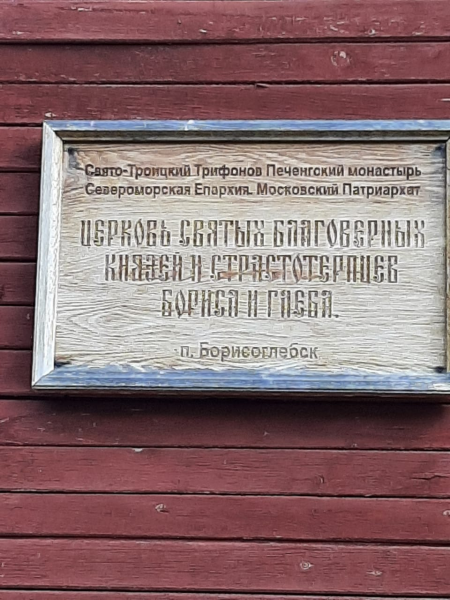 Свято-Троицкий Трифонов Печенгский монастырь
Североморская Епархия. Московский Патриархат
ЦЕРКОВЬ СВЯТЫХ БЛАГОВЕРНЫХ
КНЯЗЕЙ И СТРАСТОТЕРПЦЕВ
БОРИСА И ГЛЕБА.
п. Борисоглебск